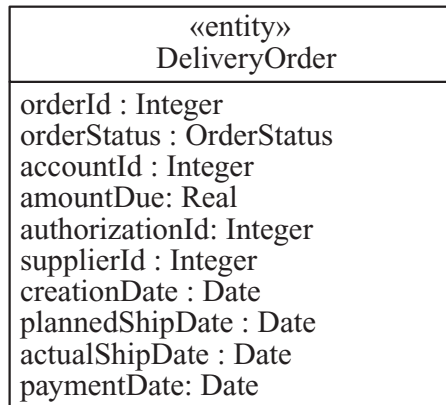 «entity»
DeliveryOrder
orderId : Integer
orderStatus : OrderStatus
accountId : Integer
amountDue: Real
authorizationId: Integer
supplierId : Integer
creationDate : Date
plannedShipDate : Date
actualShipDate : Date
paymentDate: Date